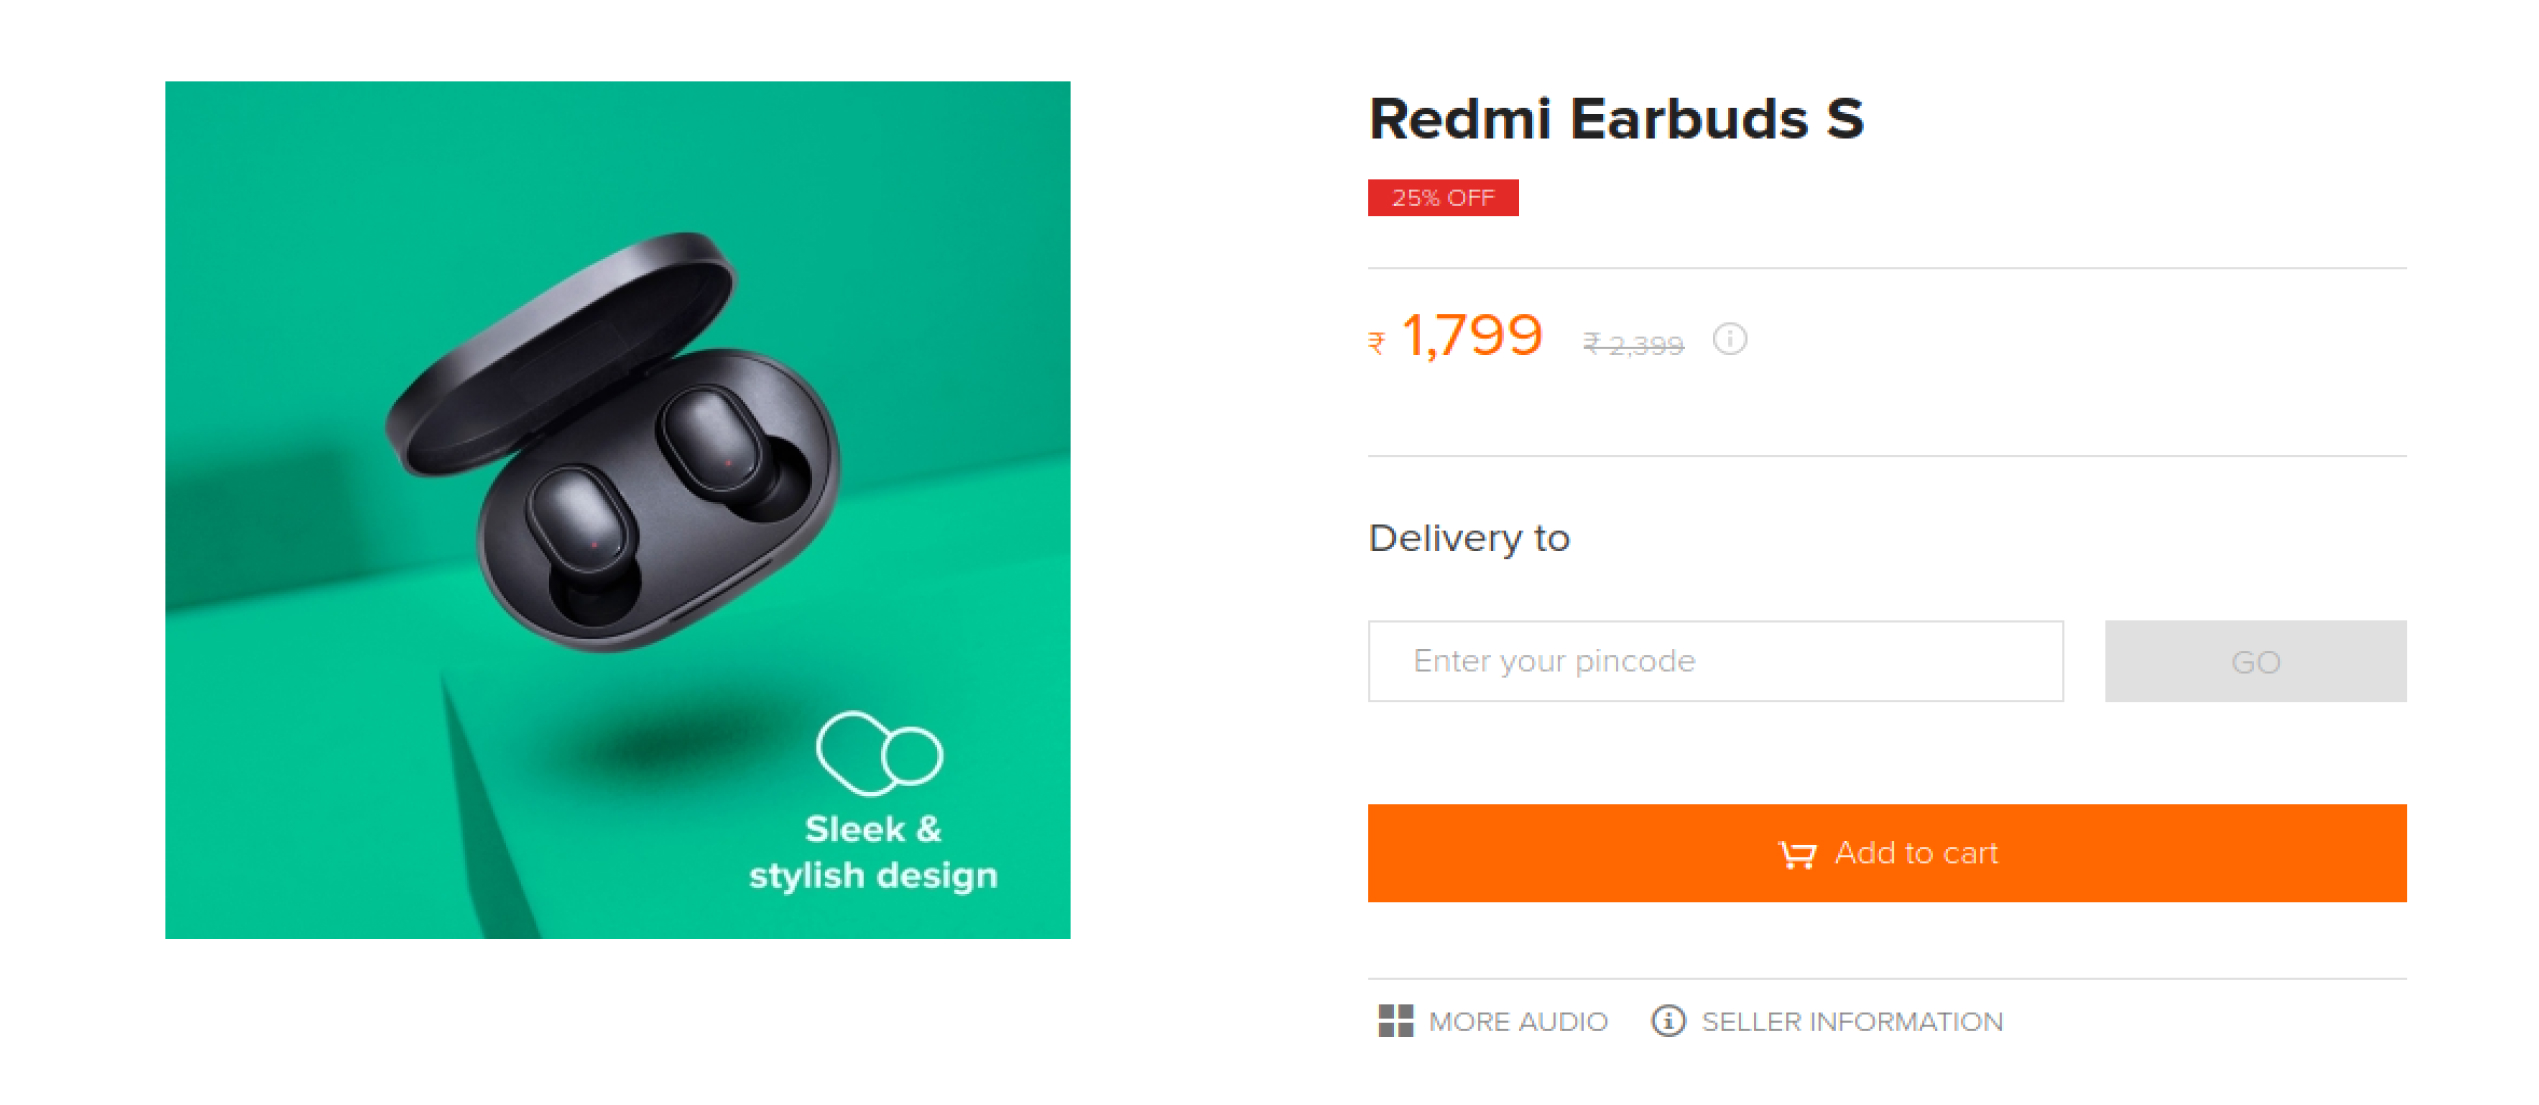 Redmi Earbuds S
25% OFF
₹ 1,799 ₹ 2,399
Delivery to
Enter your pincode GO
Add to cart
Sleek &
stylish design
MORE AUDIO SELLER INFORMATION